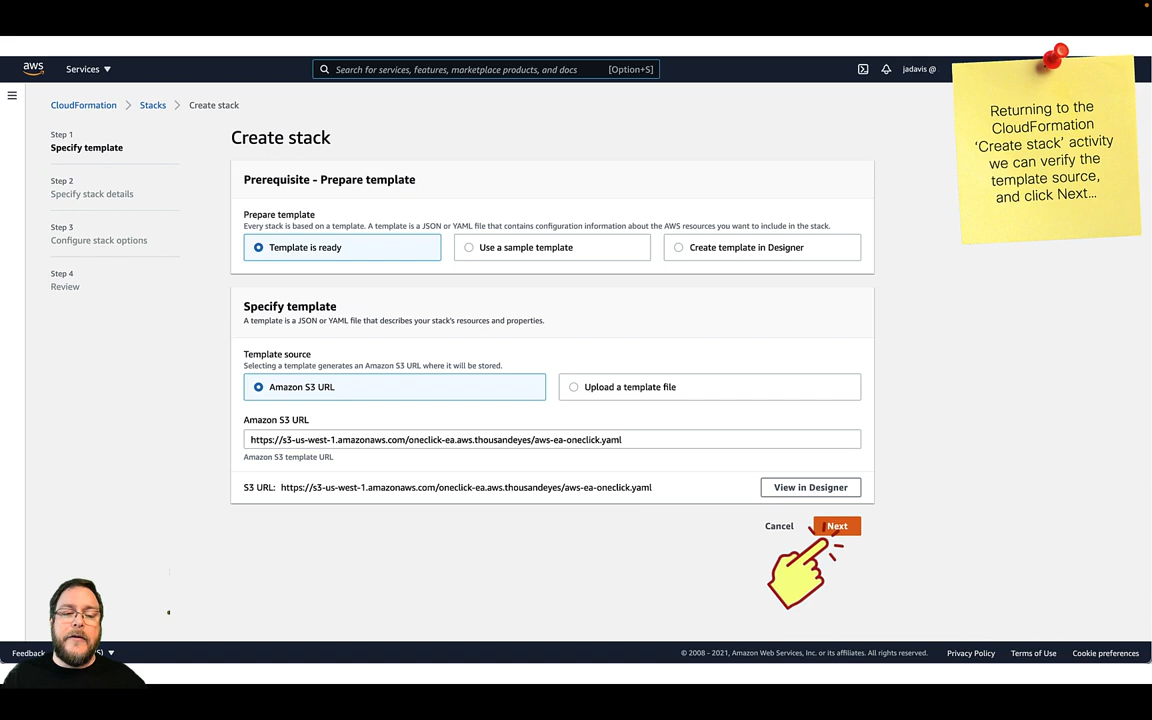 aws
Services
Search for services, features, marketplace products, and docs [Option+S]
jadavis @
CloudFormation
Stacks
Create stack
Step 1
Specify template
Step 2
Specify stack details
Step 3
Configure stack options
Step 4
Review
Create stack
Prerequisite - Prepare template
Prepare template
Every stack is based on a template. A template is a JSON or YAML file that contains configuration information about the AWS resources you want to include in the stack.
Template is ready
Use a sample template
Create template in Designer
Specify template
A template is a JSON or YAML file that describes your stack's resources and properties.
Template source
Selecting a template generates an Amazon S3 URL where it will be stored.
Amazon S3 URL
Upload a template file
Amazon S3 URL
https://s3-us-west-1.amazonaws.com/oneclick-ea.aws.thousandeyes/aws-ea-oneclick.yaml
Amazon S3 template URL
S3 URL: https://s3-us-west-1.amazonaws.com/oneclick-ea.aws.thousandeyes/aws-ea-oneclick.yaml
View in Designer
Cancel
Next
Returning to the
CloudFormation
‘Create stack’ activity
we can verify the
template source,
and click Next...
Feedback
© 2008 - 2021, Amazon Web Services, Inc. or its affiliates. All rights reserved.
Privacy Policy
Terms of Use
Cookie preferences